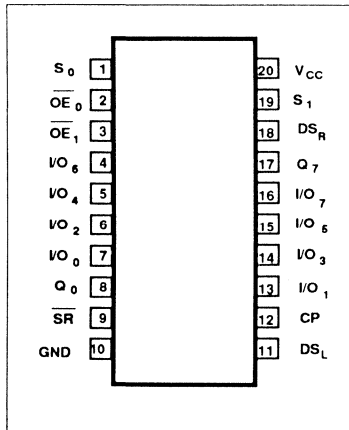 S0 1 20 VCC
OE0 2 19 S1
OE1 3 18 DSR
I/O6 4 17 Q7
I/O4 5 16 I/O7
I/O2 6 15 I/O5
I/O0 7 14 I/O3
Q0 8 13 I/O1
SR 9 12 CP
GND 10 11 DSL